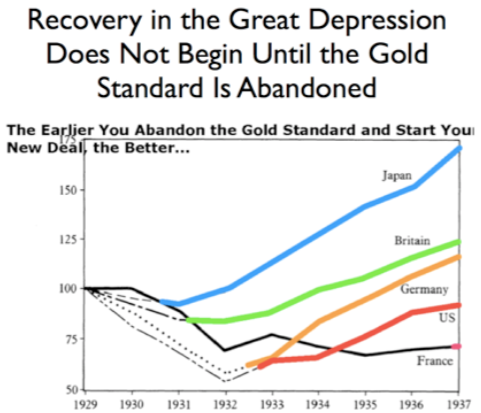 Recovery in the Great Depression
Does Not Begin Until the Gold
Standard Is Abandoned
The Earlier You Abandon the Gold Standard and Start You
New Deal, the Better...
175
150
125
100
75
50
Japan
Britain
Germany
US
France
1929 1930 1931 1932 1933 1934 1935 1936 1937